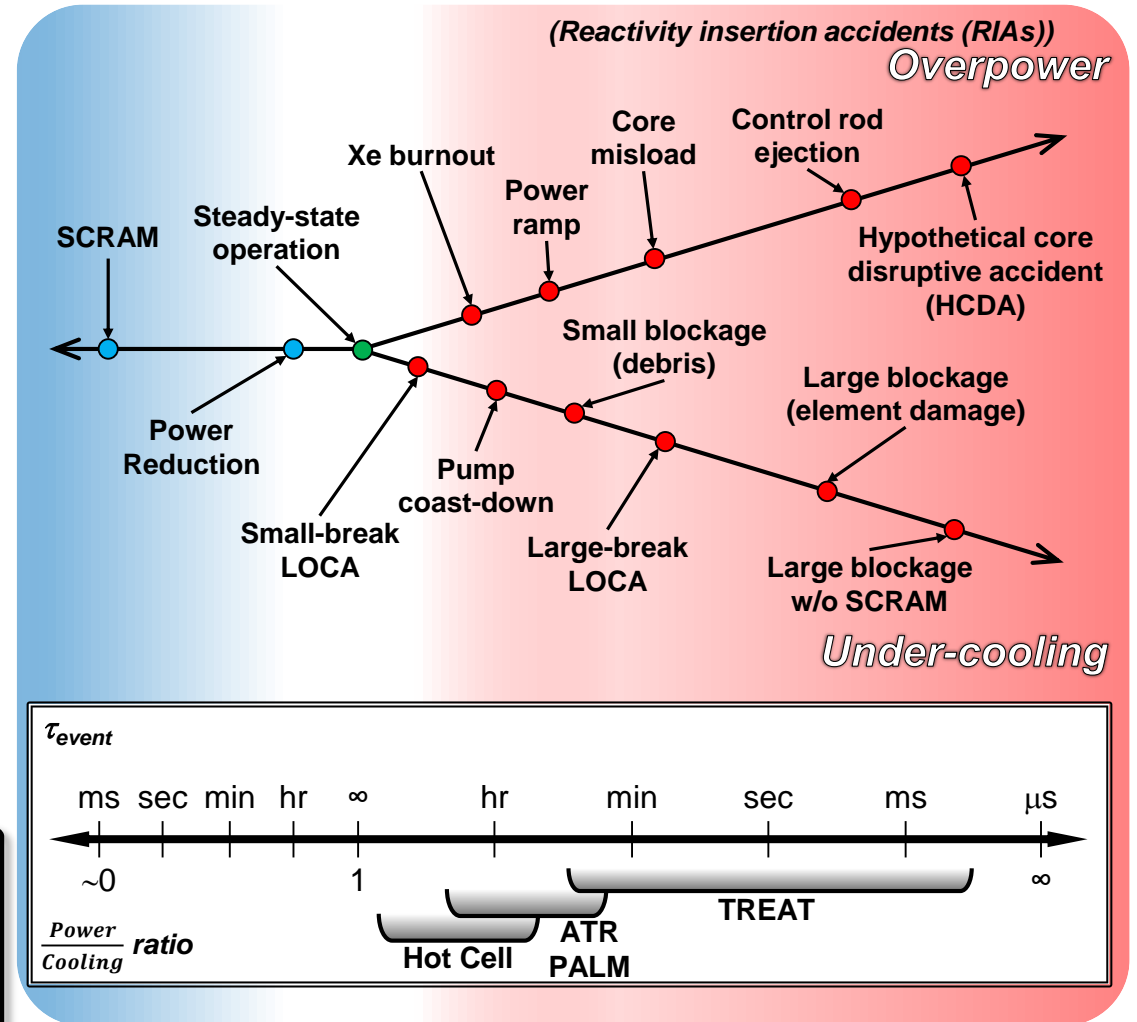 (Reactivity insertion accidents (RIAs))
Overpower
Core
misload
Control rod
ejection
Xe burnout
Power
ramp
Steady-state
operation
SCRAM
Hypothetical core
disruptive accident
(HCDA)
Small blockage
(debris)
Large blockage
(element damage)
Power
Reduction
Pump
coast-down
Small-break
LOCA
Large-break
LOCA
Large blockage
w/o SCRAM
Under-cooling
τevent
ms sec min hr ∞ hr min sec ms μs
~0 1 ∞
Power
Cooling ratio
Hot Cell
ATR
PALM
TREAT